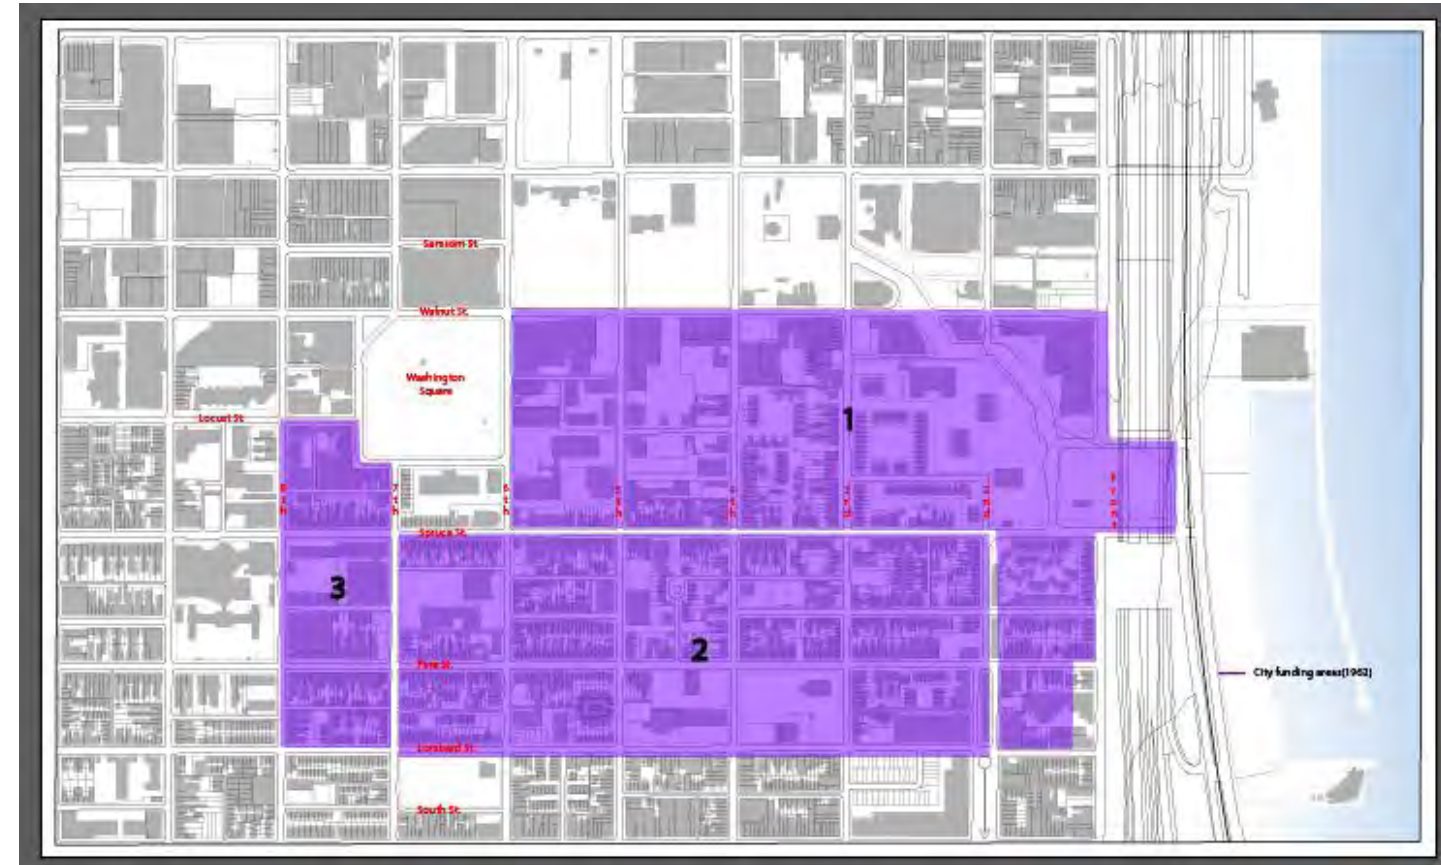 Sansom St.
Walnut St.
Washington
Square
Locust St.
1
8th
7th
6th
5th
4th
3rd
2nd
Front
Spruce St.
3
2
Pine St.
City funding areas(1962)
Lombard St.
South St.